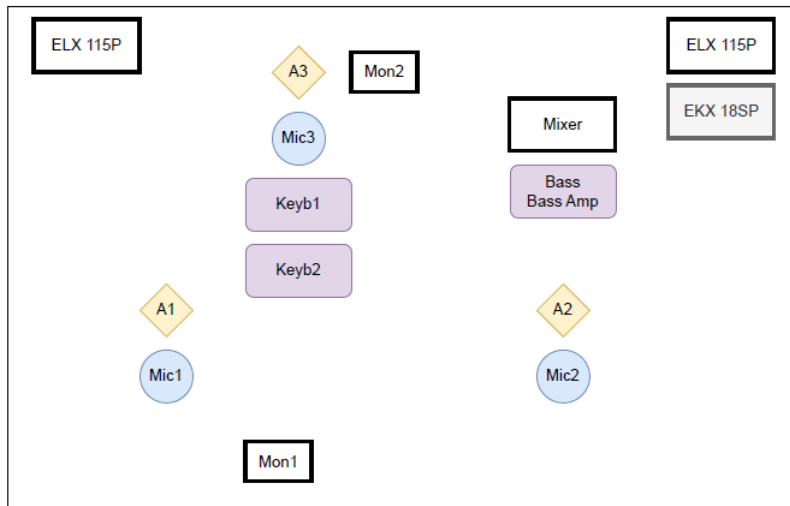 ELX 115P
ELX 115P
A3
Mon2
EKX 18SP
Mixer
Mic3
Bass
Bass Amp
Keyb1
Keyb2
A1
A2
Mic1
Mic2
Mon1